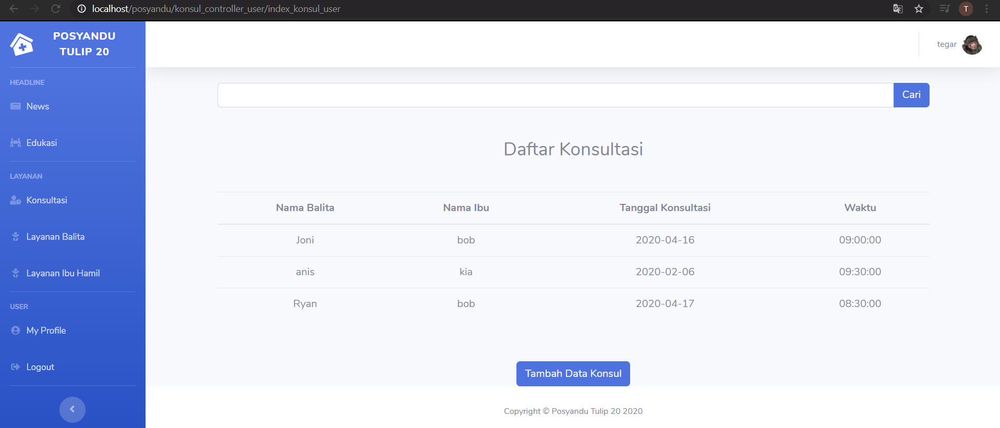 localhost/posyandu/konsul_controller_user/index_konsul_user
T
POSYANDU
TULIP 20
tegar
HEADLINE
News
Edukasi
LAYANAN
Konsultasi
Layanan Balita
Layanan Ibu Hamil
USER
My Profile
Logout
Cari
Daftar Konsultasi
Nama Balita Nama Ibu Tanggal Konsultasi Waktu
Joni bob 2020-04-16 09:00:00
anis kia 2020-02-06 09:30:00
Ryan bob 2020-04-17 08:30:00
Tambah Data Konsul
Copyright © Posyandu Tulip 20 2020